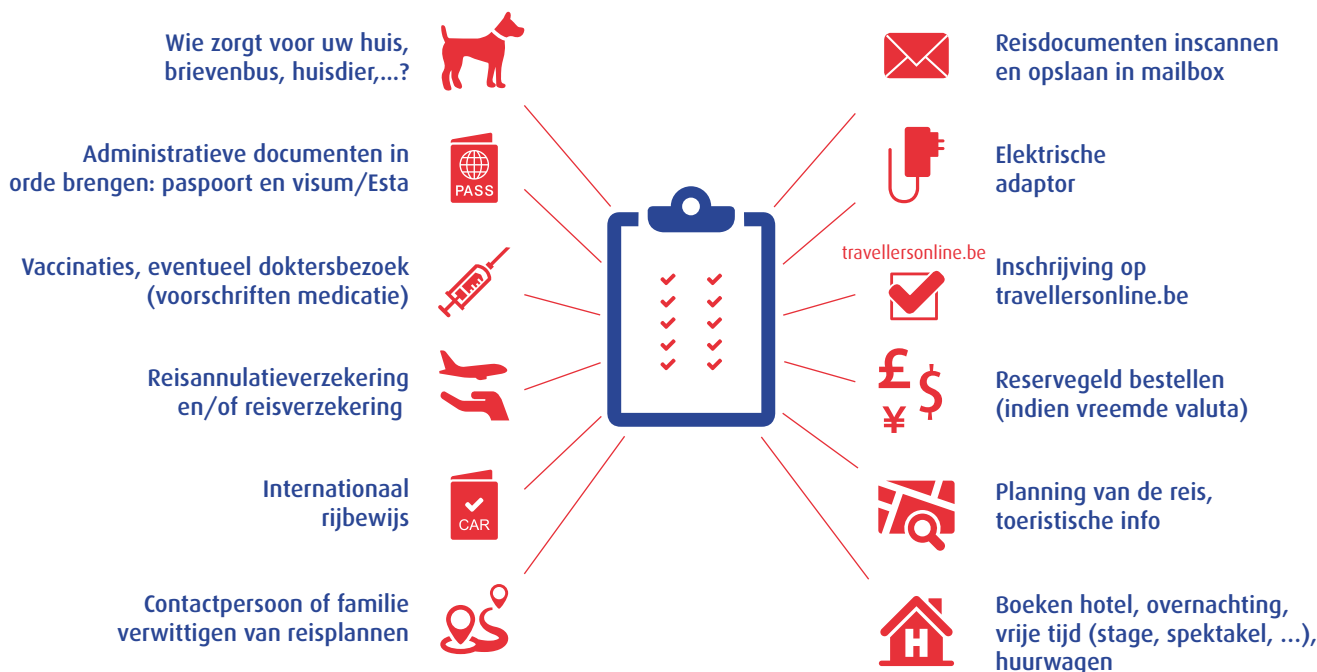 Wie zorgt voor uw huis,
brievenbus, huisdier,...?
Administratieve documenten in
orde brengen: paspoort en visum/Esta
PASS
Vaccinaties, eventueel doktersbezoek
(voorschriften medicatie)
Reisannulatieverzekering
en/of reisverzekering
Internationaal
rijbewijs
CAR
Contactpersoon of familie
verwittigen van reisplannen
Reisdocumenten inscannen
en opslaan in mailbox
Elektrische
adaptor
travellersonline.be
Inschrijving op
travellersonline.be
£ $
¥
Reservegeld bestellen
(indien vreemde valuta)
Planning van de reis,
toeristische info
H
Boeken hotel, overnachting,
vrije tijd (stage, spektakel, ...),
huurwagen